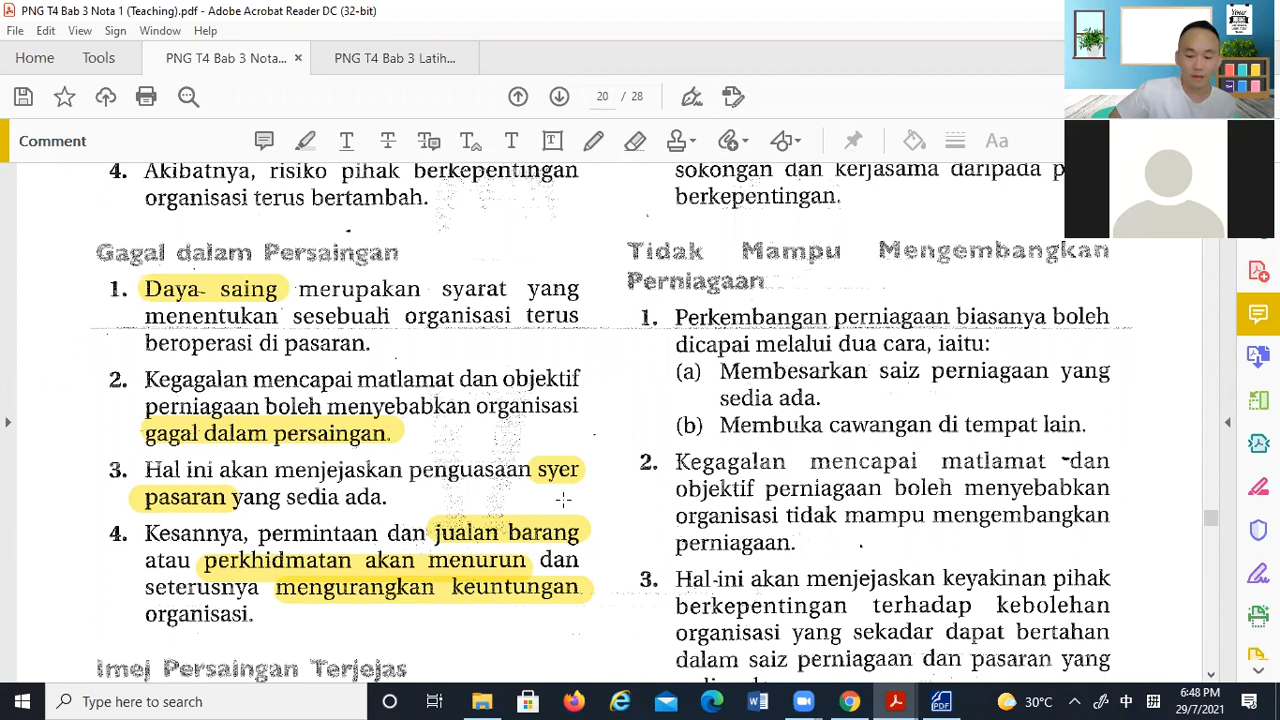 PNG T4 Bab 3 Nota 1 (Teaching).pdf - Adobe Acrobat Reader DC (32-bit)
File Edit View Sign Window Help
Home Tools PNG T4 Bab 3 Nota... × PNG T4 Bab 3 Latih...
20 / 28
Comment
4. Akibatnya, risiko pihak berkepentingan
organisasi terus bertambah.
Gagal dalam Persaingan
1. Daya saing merupakan syarat yang
menentukan sesebuah organisasi terus
beroperasi di pasaran.
2. Kegagalan mencapai matlamat dan objektif
perniagaan boleh menyebabkan organisasi
gagal dalam persaingan.
3. Hal ini akan menjejaskan penguasaan syer
pasaran yang sedia ada.
4. Kesannya, permintaan dan jualan barang
atau perkhidmatan akan menurun dan
seterusnya mengurangkan keuntungan
organisasi.
Imej Persaingan Terjejas
sokongan dan kerjasama daripada p
berkepentingan.
Tidak Mampu Mengembangkan
Perniagaan
1. Perkembangan perniagaan biasanya boleh
dicapai melalui dua cara, iaitu:
(a) Membesarkan saiz perniagaan yang
sedia ada.
(b) Membuka cawangan di tempat lain.
2. Kegagalan mencapai matlamat dan
objektif perniagaan boleh menyebabkan
organisasi tidak mampu mengembangkan
perniagaan.
3. Hal ini akan menjejaskan keyakinan pihak
berkepentingan terhadap kebolehan
organisasi yang sekadar dapat bertahan
dalam saiz perniagaan dan pasaran yang
Type here to search
30°C
中
拼
6:48 PM
29/7/2021